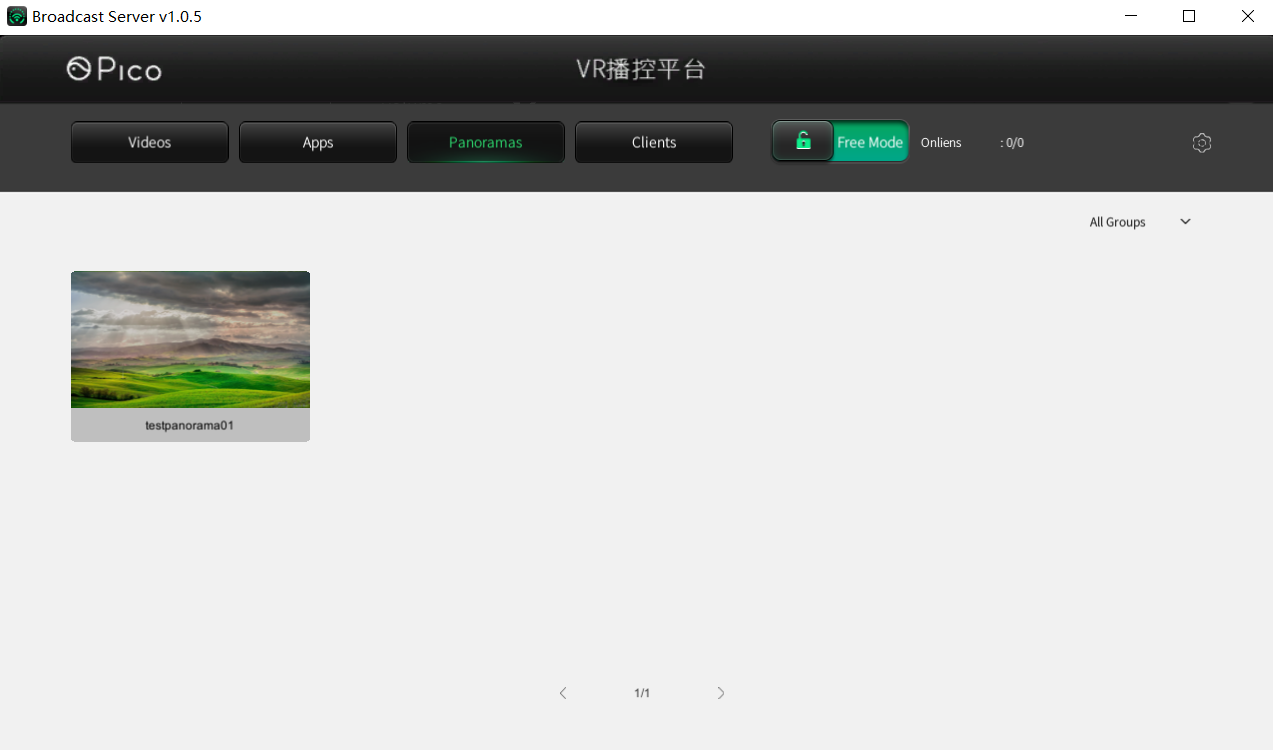 Broadcast Server v1.0.5
Pico
VR播控平台
Videos
Apps
Panoramas
Clients
Free Mode
Onliens : 0/0
All Groups
testpanorama01
1/1